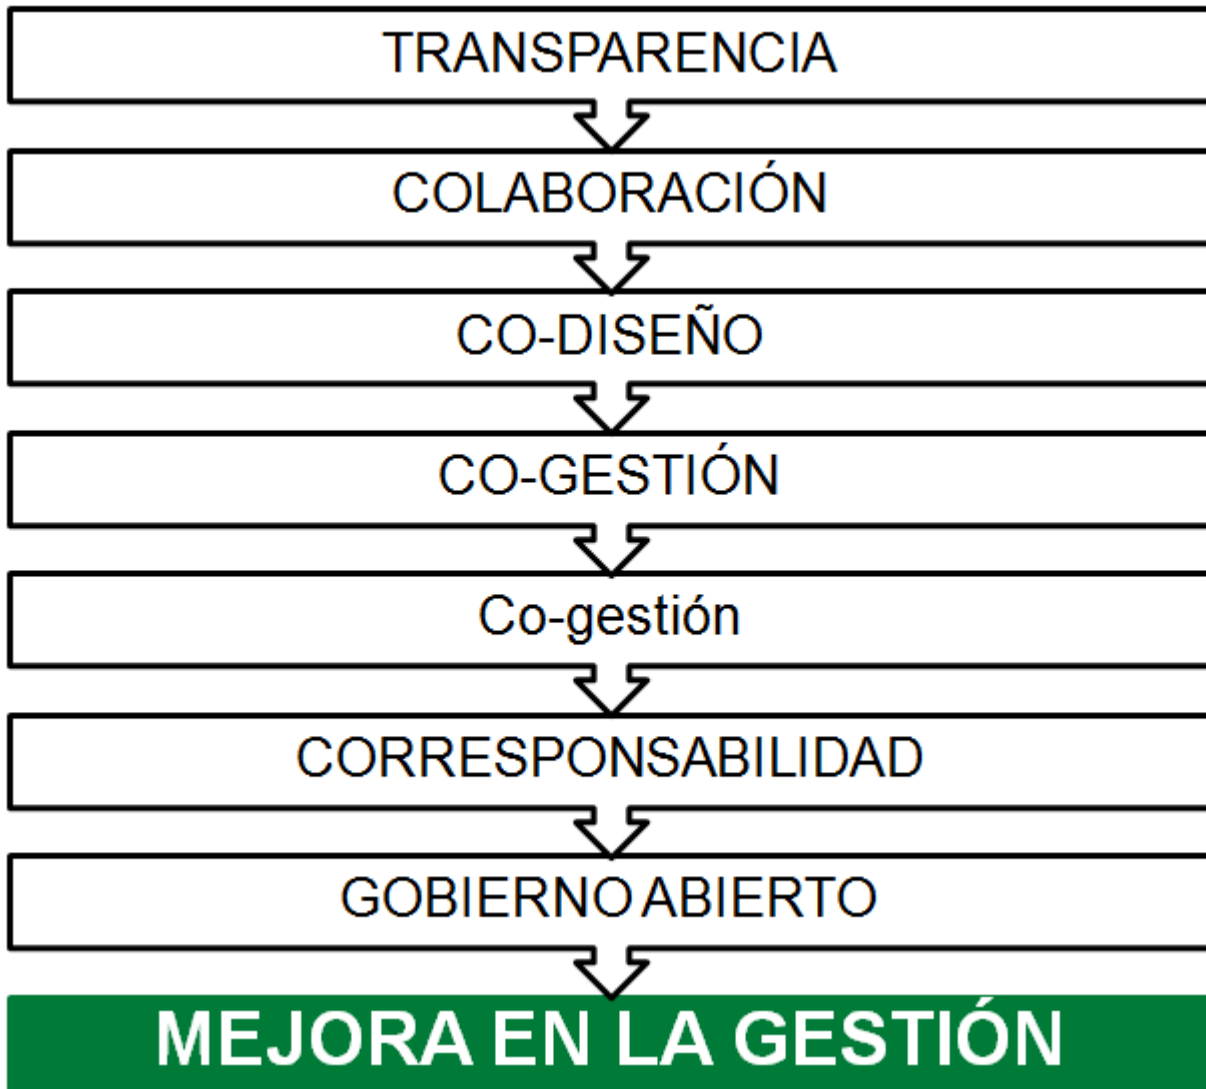 TRANSPARENCIA
COLABORACIÓN
CO-DISEÑO
CO-GESTIÓN
Co-gestión
CORRESPONSABILIDAD
GOBIERNO ABIERTO
MEJORA EN LA GESTIÓN